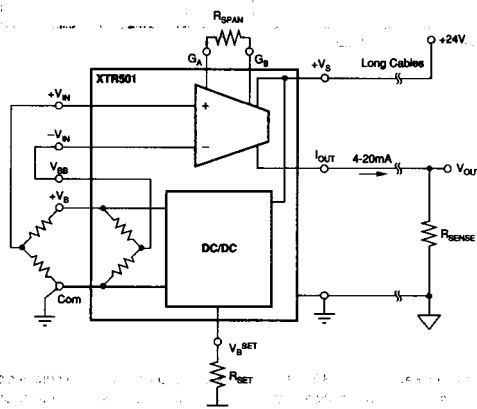 R_SPAN
+24V
G_A
G_B
XTR501
+V_S
Long Cables
+V_IN
+
−V_IN
−
I_OUT
4-20mA
V_OUT
V_BB
+V_B
DC/DC
R_SENSE
Com
V_B^SET
R_SET